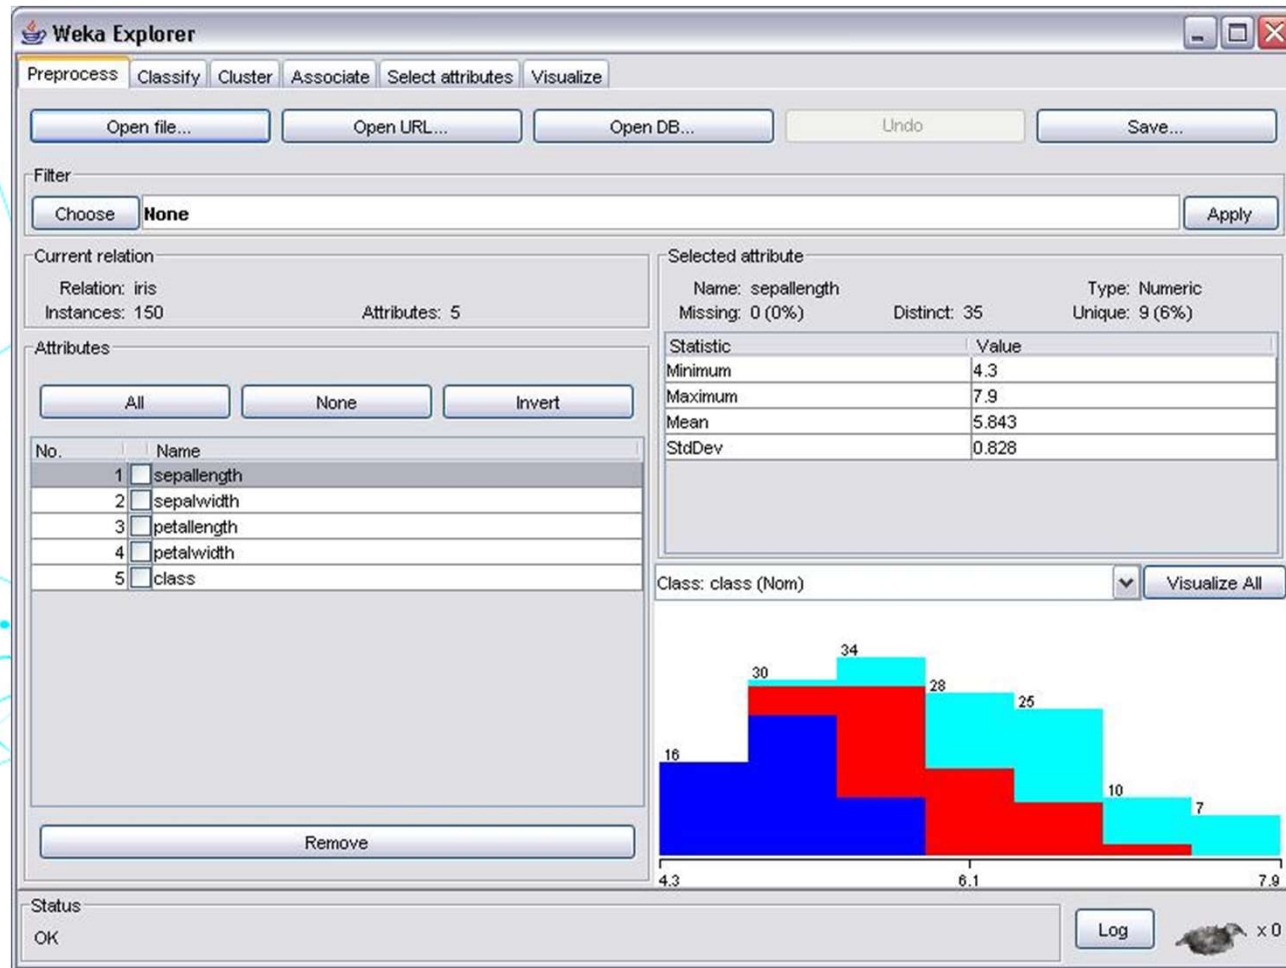 Weka Explorer
Preprocess Classify Cluster Associate Select attributes Visualize
Open file... Open URL... Open DB... Undo Save...
Filter
Choose None Apply
Current relation
Relation: iris
Instances: 150 Attributes: 5
Selected attribute
Name: sepallength Type: Numeric
Missing: 0 (0%) Distinct: 35 Unique: 9 (6%)
Attributes
All None Invert
No. Name
1 sepallength
2 sepalwidth
3 petallength
4 petalwidth
5 class
Remove
Statistic Value
Minimum 4.3
Maximum 7.9
Mean 5.843
StdDev 0.828
Class: class (Nom) Visualize All
16 30 34 28 25 10 7
4.3 6.1 7.9
Status
OK
Log x 0